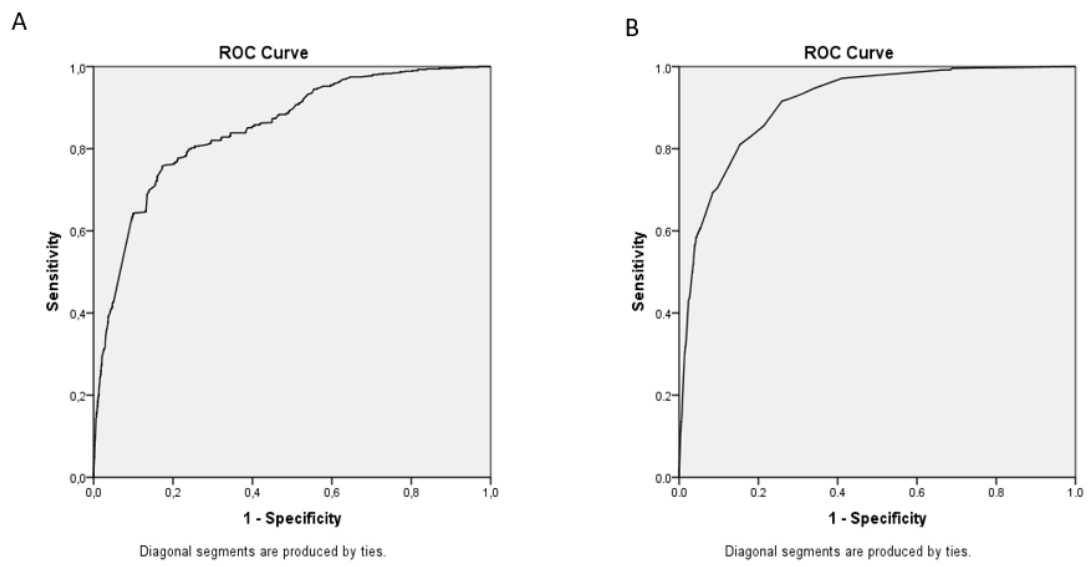 A
ROC Curve
1,0
0,8
0,6
0,4
0,2
0,0
Sensitivity
0,0 0,2 0,4 0,6 0,8 1,0
1 - Specificity
Diagonal segments are produced by ties.
B
ROC Curve
1,0
0,8
0,6
0,4
0,2
0,0
Sensitivity
0.0 0.2 0.4 0.6 0.8 1.0
1 - Specificity
Diagonal segments are produced by ties.